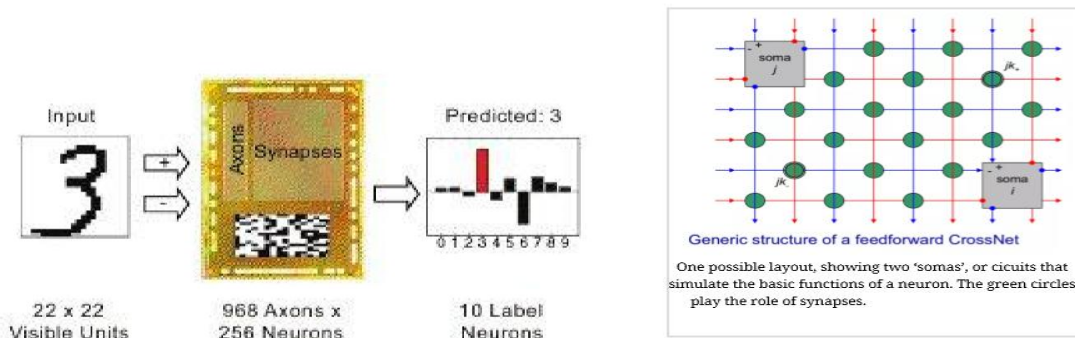 Input
+
-
Axons
Synapses
Predicted: 3
0 1 2 3 4 5 6 7 8 9
22 x 22
Visible Units
968 Axons x
256 Neurons
10 Label
Neurons
- +
soma
j
jk+
jk-
- +
soma
i
Generic structure of a feedforward CrossNet
One possible layout, showing two ‘somas’, or cicuits that
simulate the basic functions of a neuron. The green circles
play the role of synapses.